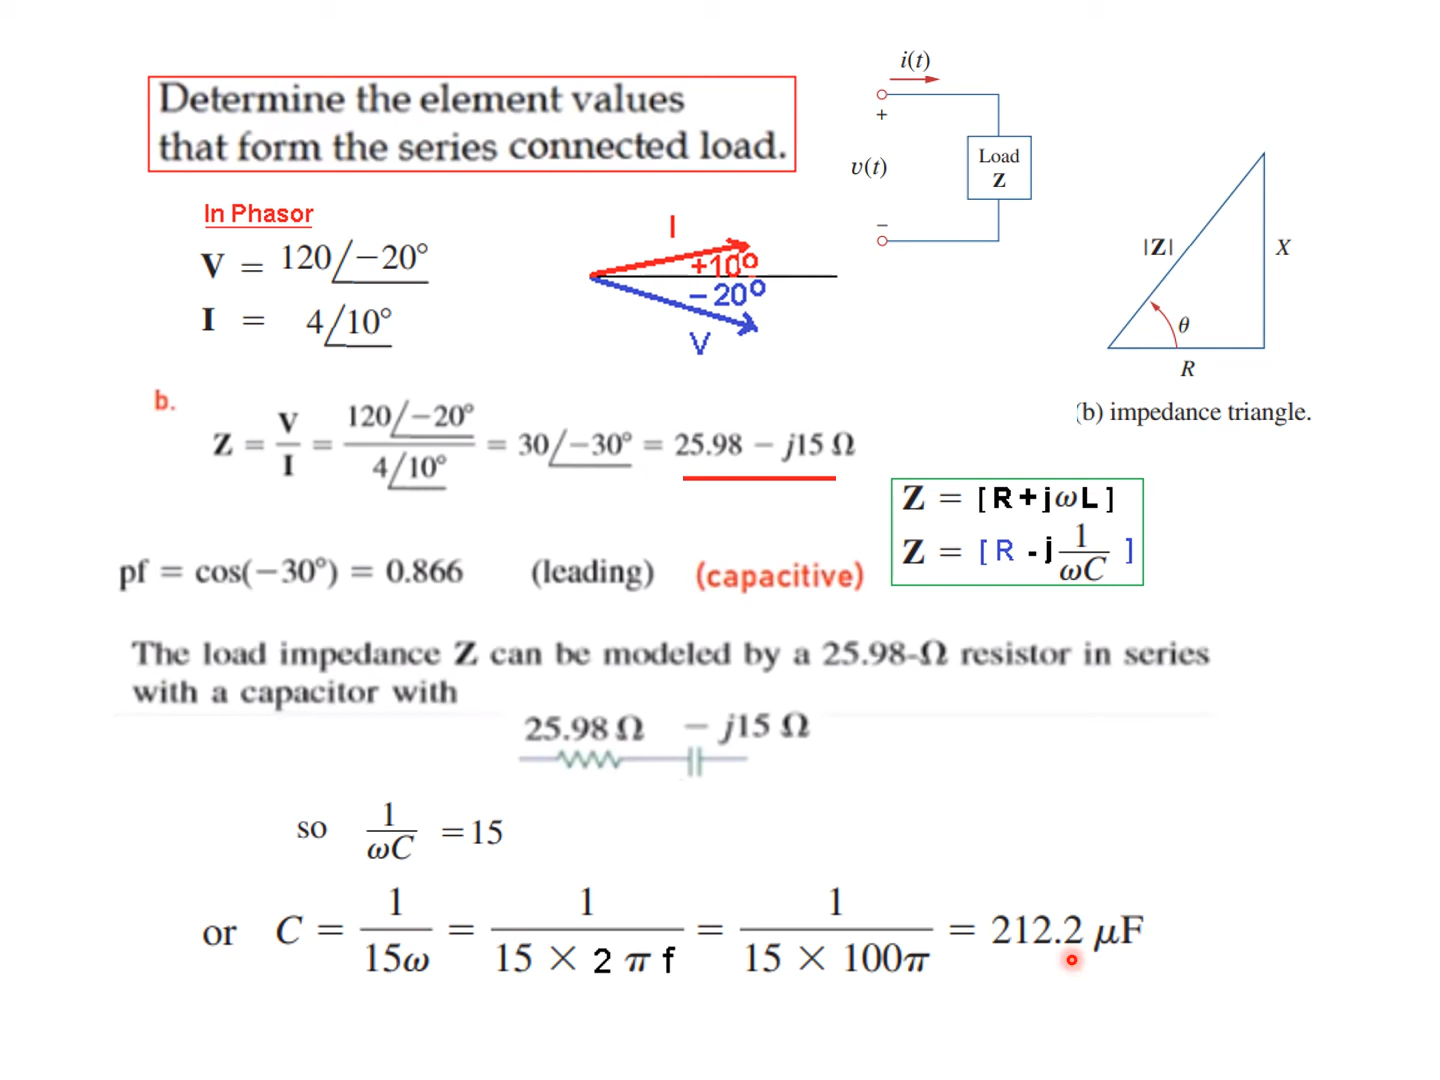 Determine the element values
that form the series connected load.
i(t)
+
v(t)
−
Load
Z
In Phasor
V = 120/−20°
I = 4/10°
I
+10°
− 20°
V
|Z|
X
θ
R
(b) impedance triangle.
b.
Z = V/I = 120/−20° / 4/10° = 30/−30° = 25.98 − j15 Ω
Z = [ R + jωL ]
Z = [ R - j 1/ωC ]
pf = cos(−30°) = 0.866 (leading) (capacitive)
The load impedance Z can be modeled by a 25.98-Ω resistor in series
with a capacitor with
25.98 Ω − j15 Ω
so 1/ωC = 15
or C = 1/15ω = 1/15 × 2 π f = 1/15 × 100π = 212.2 μF